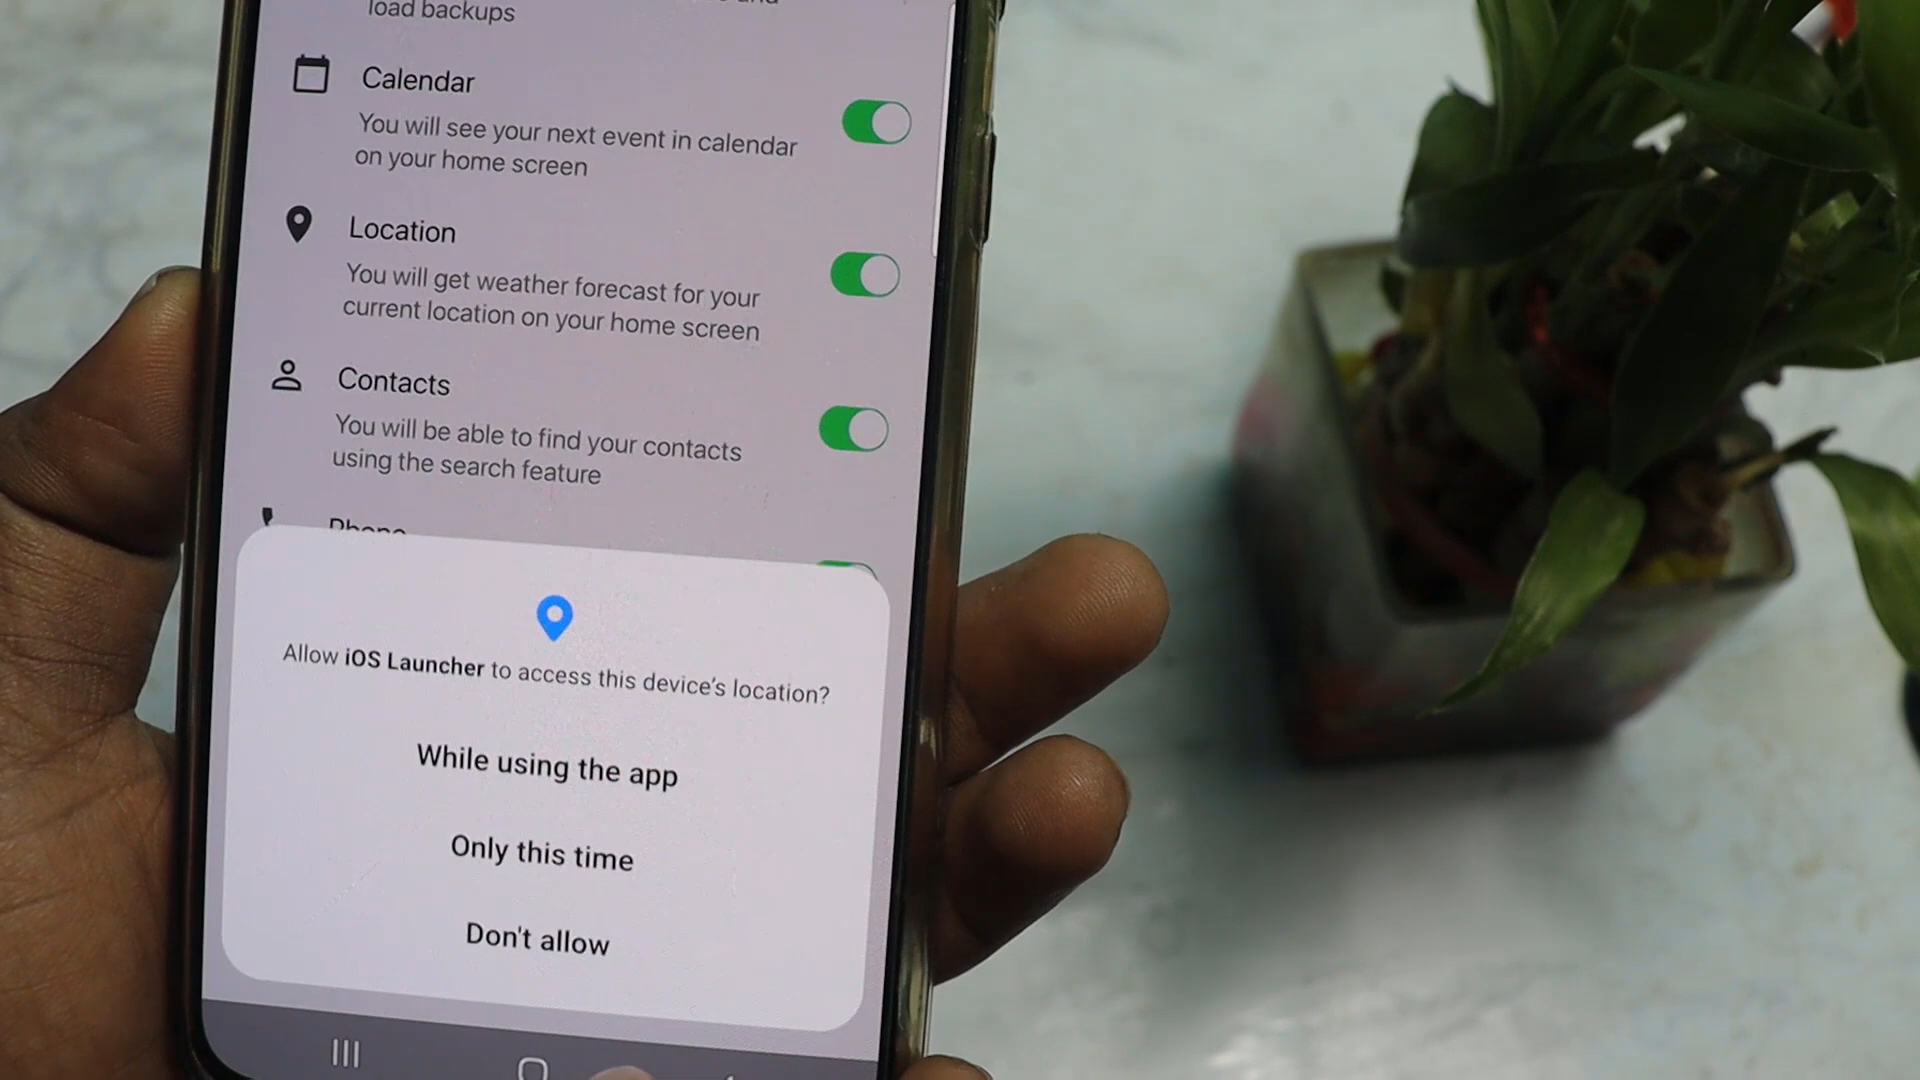 load backups
Calendar
You will see your next event in calendar
on your home screen
Location
You will get weather forecast for your
current location on your home screen
Contacts
You will be able to find your contacts
using the search feature
Phone
Allow iOS Launcher to access this device's location?
While using the app
Only this time
Don't allow